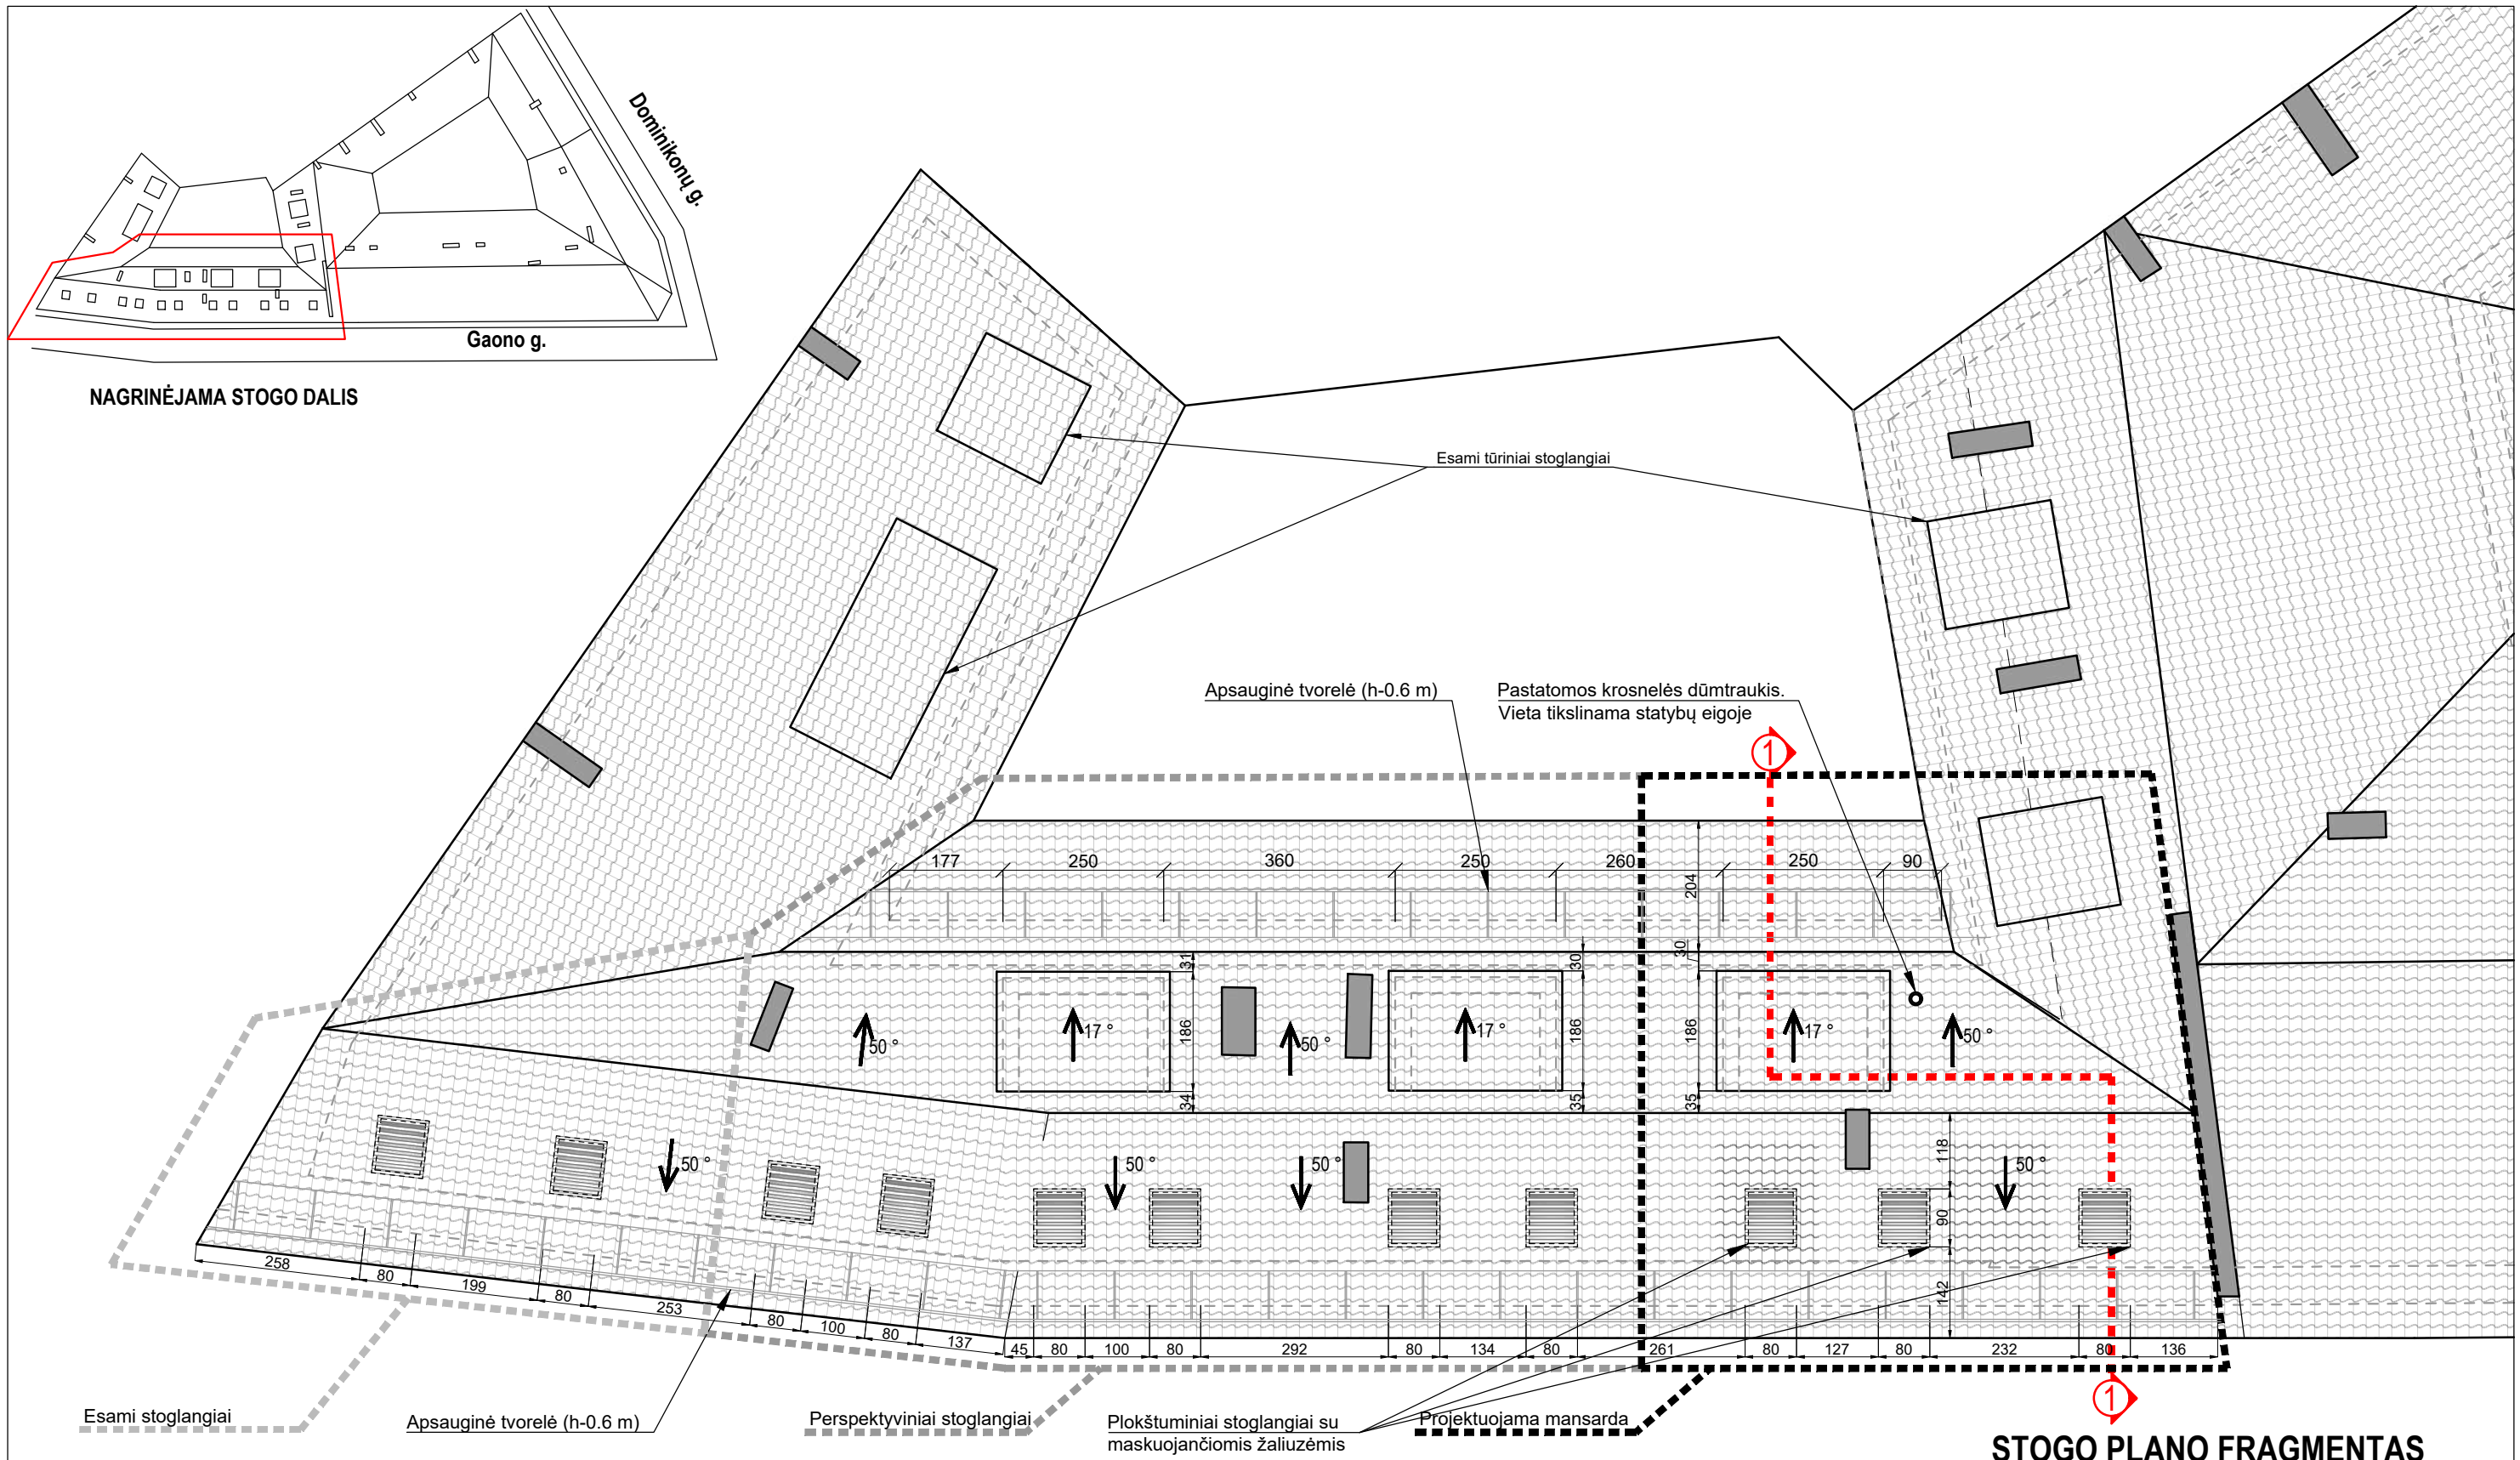 Dominikonų g.
Gaono g.
NAGRINĖJAMA STOGO DALIS
Esami tūriniai stoglangiai
Apsauginė tvorelė (h-0.6 m)
Pastatomos krosnelės dūmtraukis.
Vieta tikslinama statybų eigoje
1
177 250 360 250 260 250 90
204
31 30 30
186 186 186
34 35 35
50 ° 17 ° 50 ° 17 ° 17 ° 50 °
50 ° 50 ° 50 ° 50 °
118
90
142
258 80 199 80 253 80 100 80 137
45 80 100 80 292 80 134 80 261 80 127 80 232 80 136
1
Esami stoglangiai
Apsauginė tvorelė (h-0.6 m)
Perspektyviniai stoglangiai
Plokštuminiai stoglangiai su
maskuojančiomis žaliuzėmis
Projektuojama mansarda
STOGO PLANO FRAGMENTAS